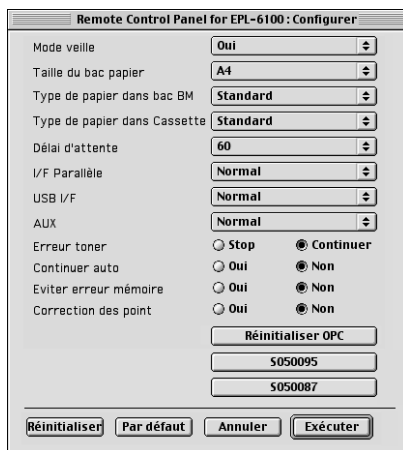 Remote Control Panel for EPL-6100 : Configurer
Mode veille Oui
Taille du bac papier A4
Type de papier dans bac BM Standard
Type de papier dans Cassette Standard
Délai d'attente 60
I/F Parallèle Normal
USB I/F Normal
AUX Normal
Erreur toner Stop Continuer
Continuer auto Oui Non
Eviter erreur mémoire Oui Non
Correction des point Oui Non
Réinitialiser OPC
S050095
S050087
Réinitialiser Par défaut Annuler Exécuter